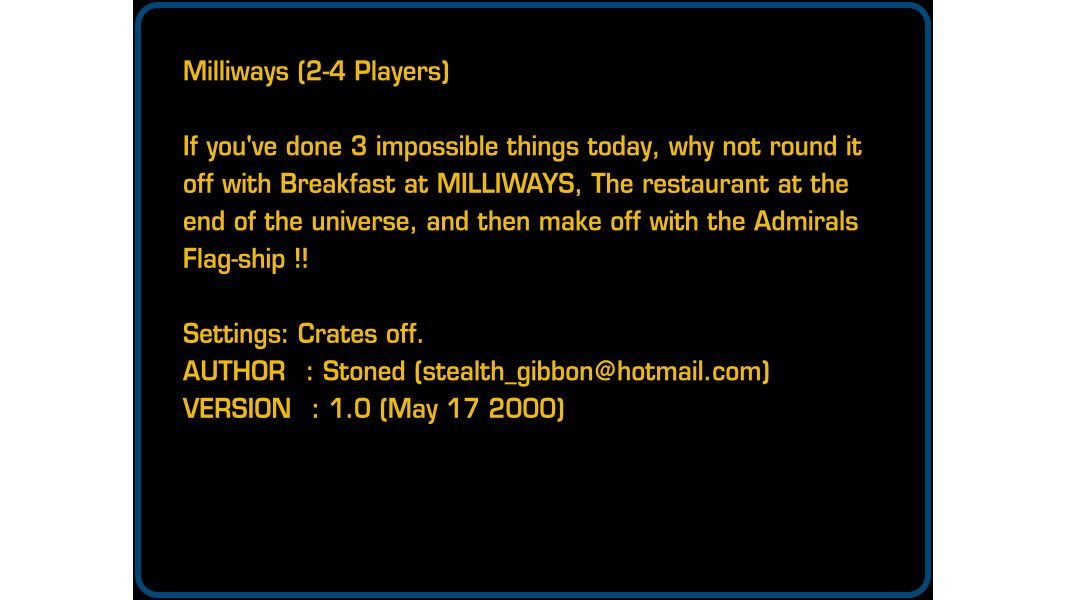 Milliways (2-4 Players)
If you've done 3 impossible things today, why not round it
off with Breakfast at MILLIWAYS, The restaurant at the
end of the universe, and then make off with the Admirals
Flag-ship !!
Settings: Crates off.
AUTHOR : Stoned (stealth_gibbon@hotmail.com)
VERSION : 1.0 (May 17 2000)